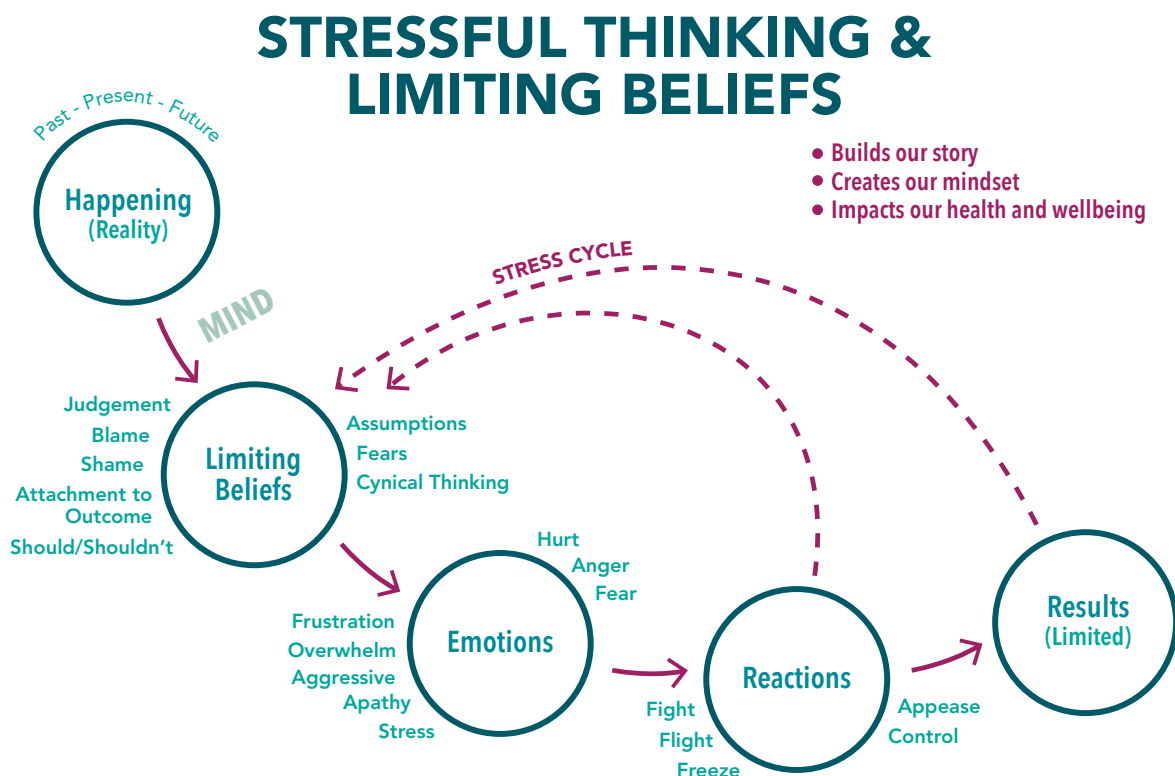 STRESSFUL THINKING &
LIMITING BELIEFS
Past - Present - Future
Happening
(Reality)
• Builds our story
• Creates our mindset
• Impacts our health and wellbeing
STRESS CYCLE
MIND
Judgement
Blame
Shame
Attachment to
Outcome
Should/Shouldn't
Limiting
Beliefs
Assumptions
Fears
Cynical Thinking
Hurt
Anger
Fear
Frustration
Overwhelm
Aggressive
Apathy
Stress
Emotions
Reactions
Fight
Flight
Freeze
Appease
Control
Results
(Limited)